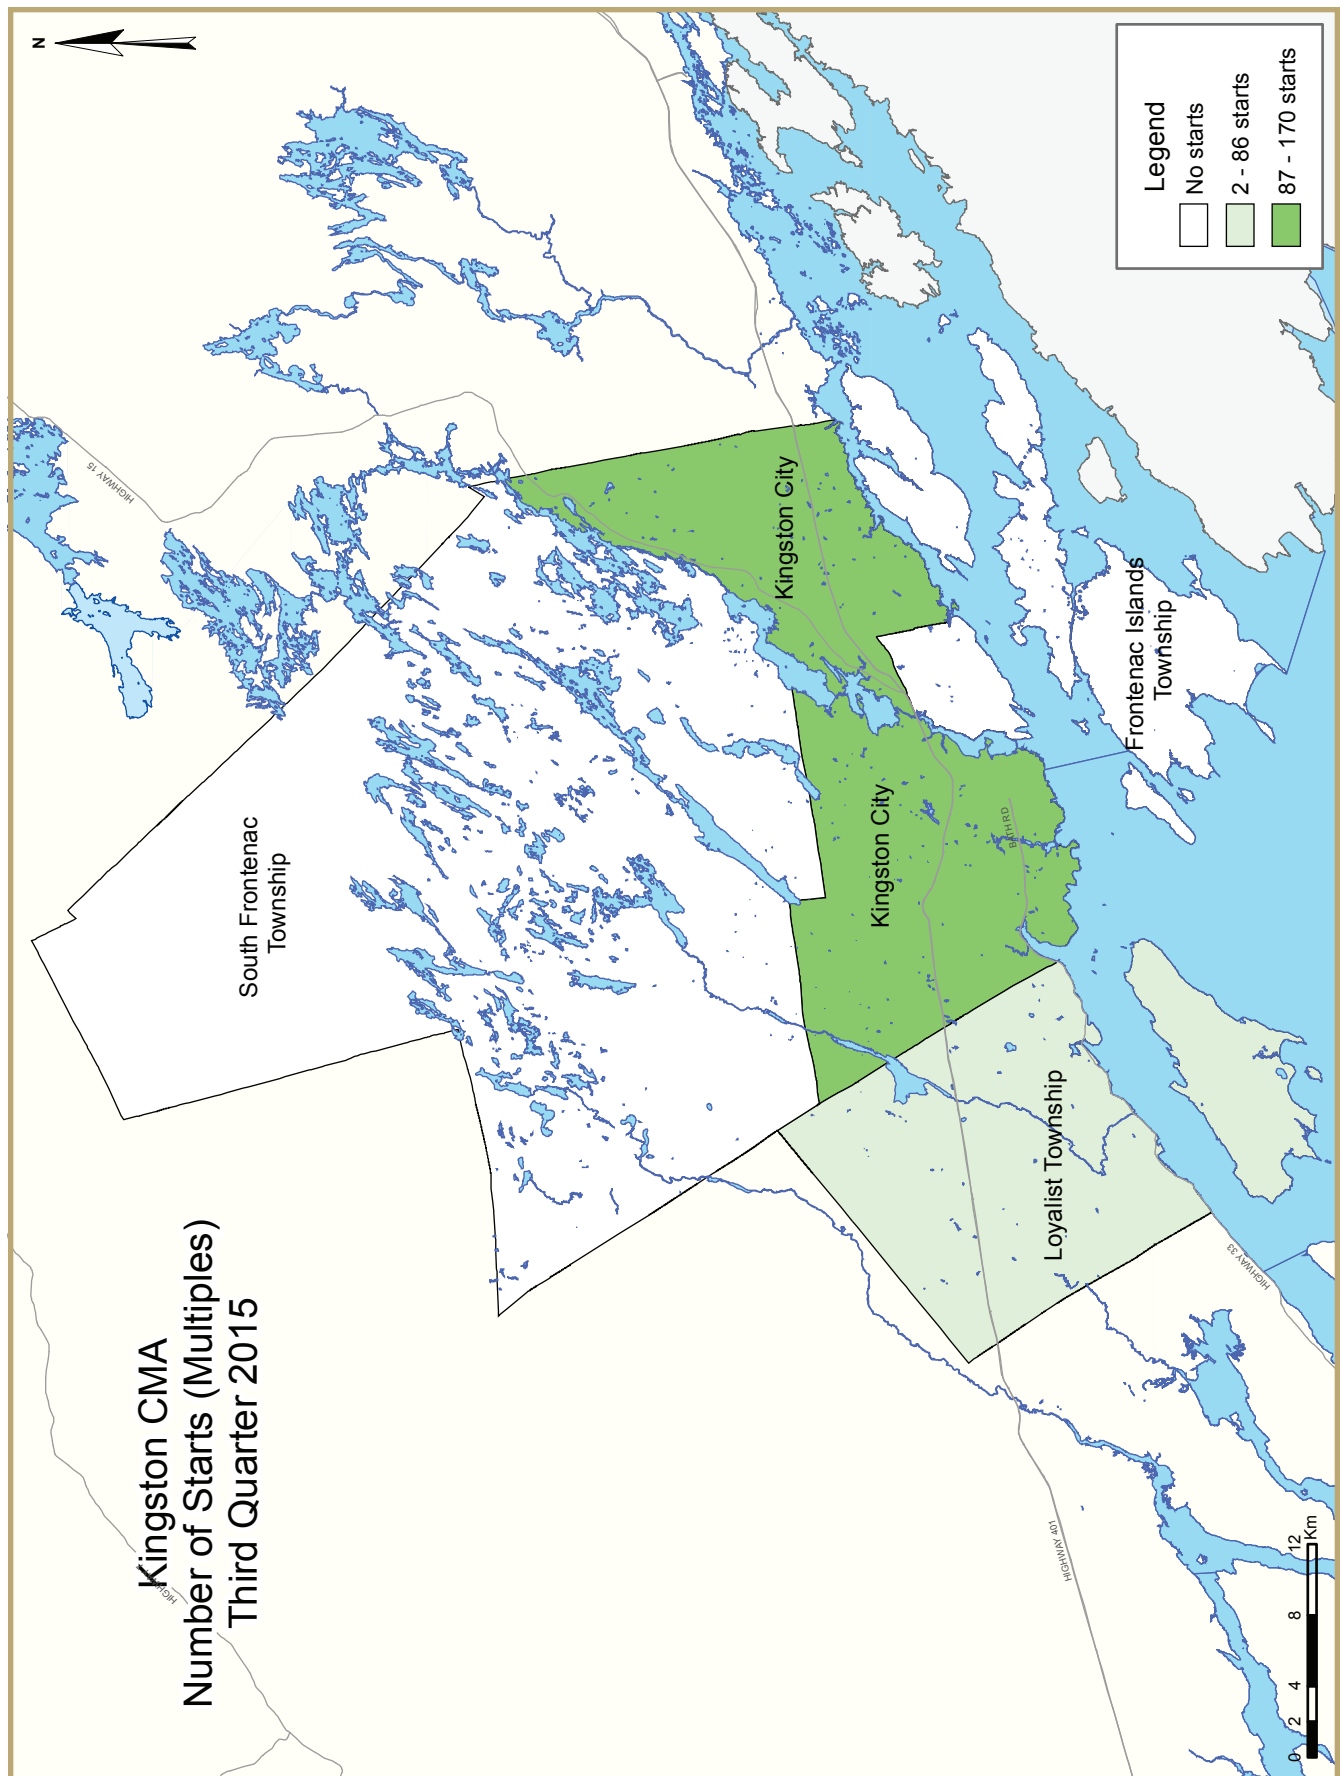 Kingston CMA
Number of Starts (Multiples)
Third Quarter 2015
N
HIGHWAY 15
South Frontenac
Township
Kingston City
Kingston City
BATH RD
Frontenac Islands
Township
Loyalist Township
HIGHWAY 33
HIGHWAY 401
Legend
No starts
2 - 86 starts
87 - 170 starts
0 2 4 8 12
Km